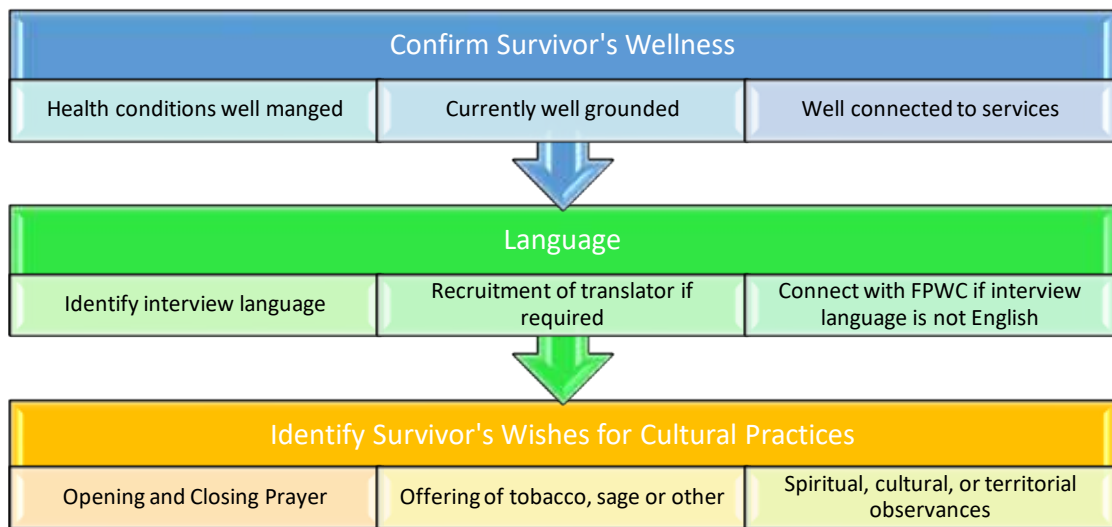 Confirm Survivor's Wellness
Health conditions well manged
Currently well grounded
Well connected to services
Language
Identify interview language
Recruitment of translator if
required
Connect with FPWC if interview
language is not English
Identify Survivor's Wishes for Cultural Practices
Opening and Closing Prayer
Offering of tobacco, sage or other
Spiritual, cultural, or territorial
observances